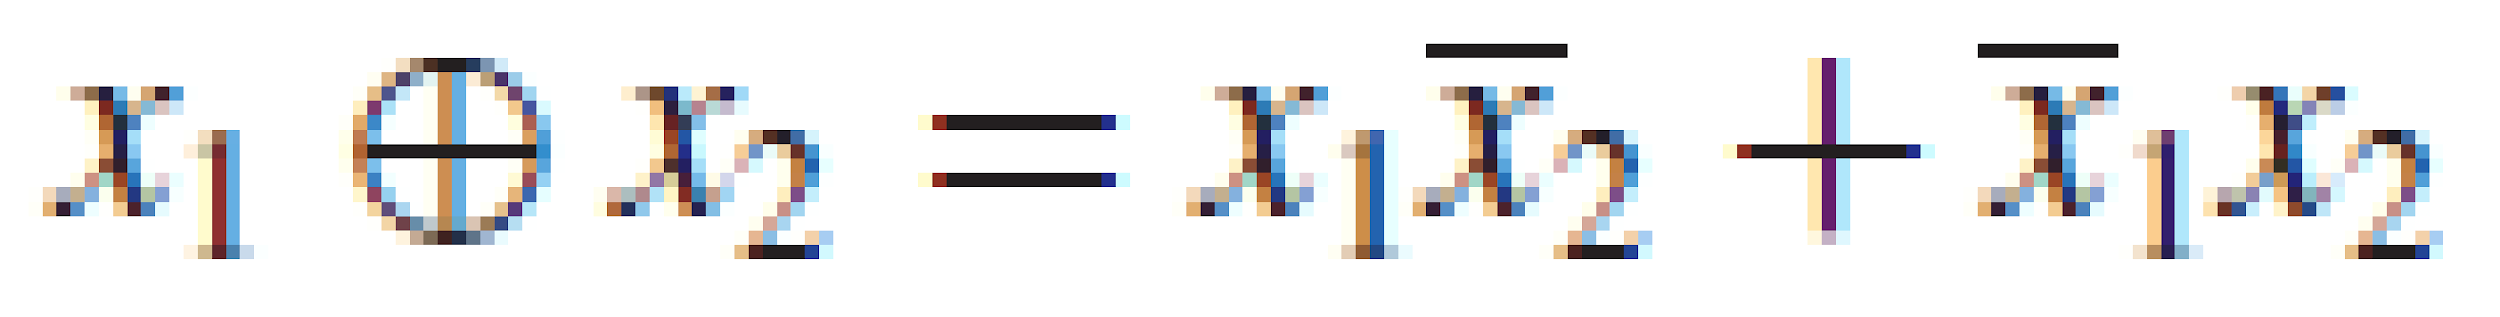 x₁ ⊕ x₂ = x₁x̅₂ + x̅₁x₂